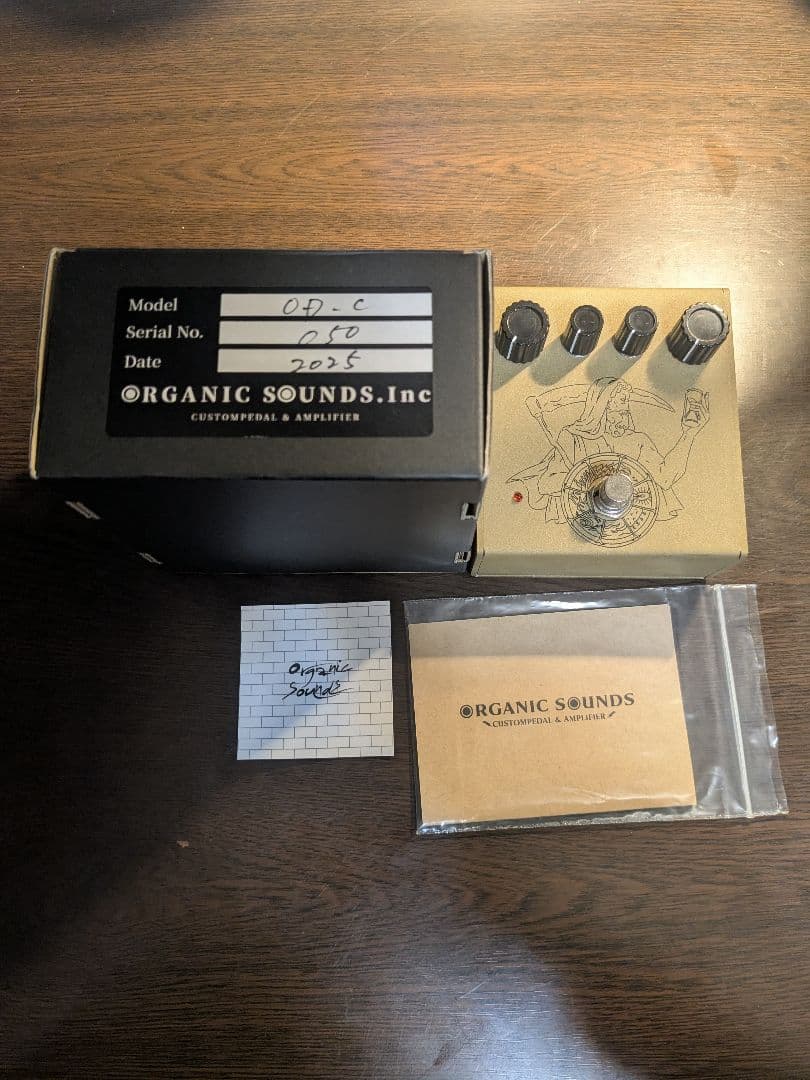 Model OD-C
Serial No. 050
Date 2025
ORGANIC SOUNDS.Inc
CUSTOMPEDAL & AMPLIFIER
Organic
Sounds
ORGANIC SOUNDS
CUSTOMPEDAL & AMPLIFIER